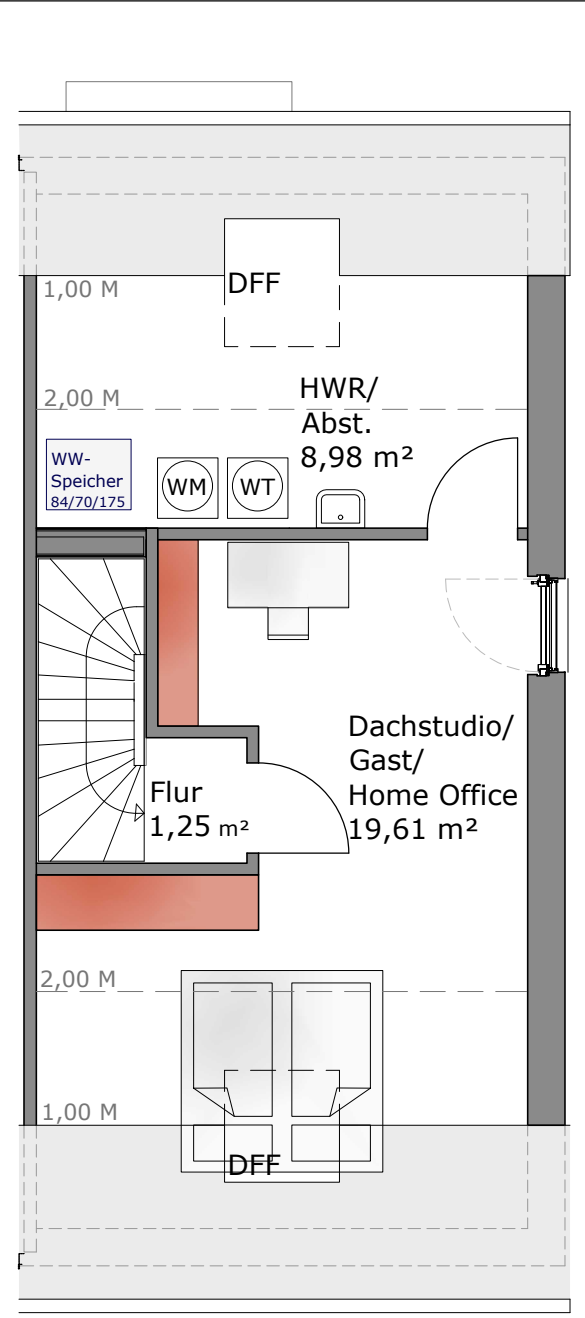 DFF
1,00 M
2,00 M
HWR/
Abst.
8,98 m²
WW-
Speicher
84/70/175
WM
WT
Dachstudio/
Gast/
Home Office
19,61 m²
Flur
1,25 m²
2,00 M
1,00 M
DFF